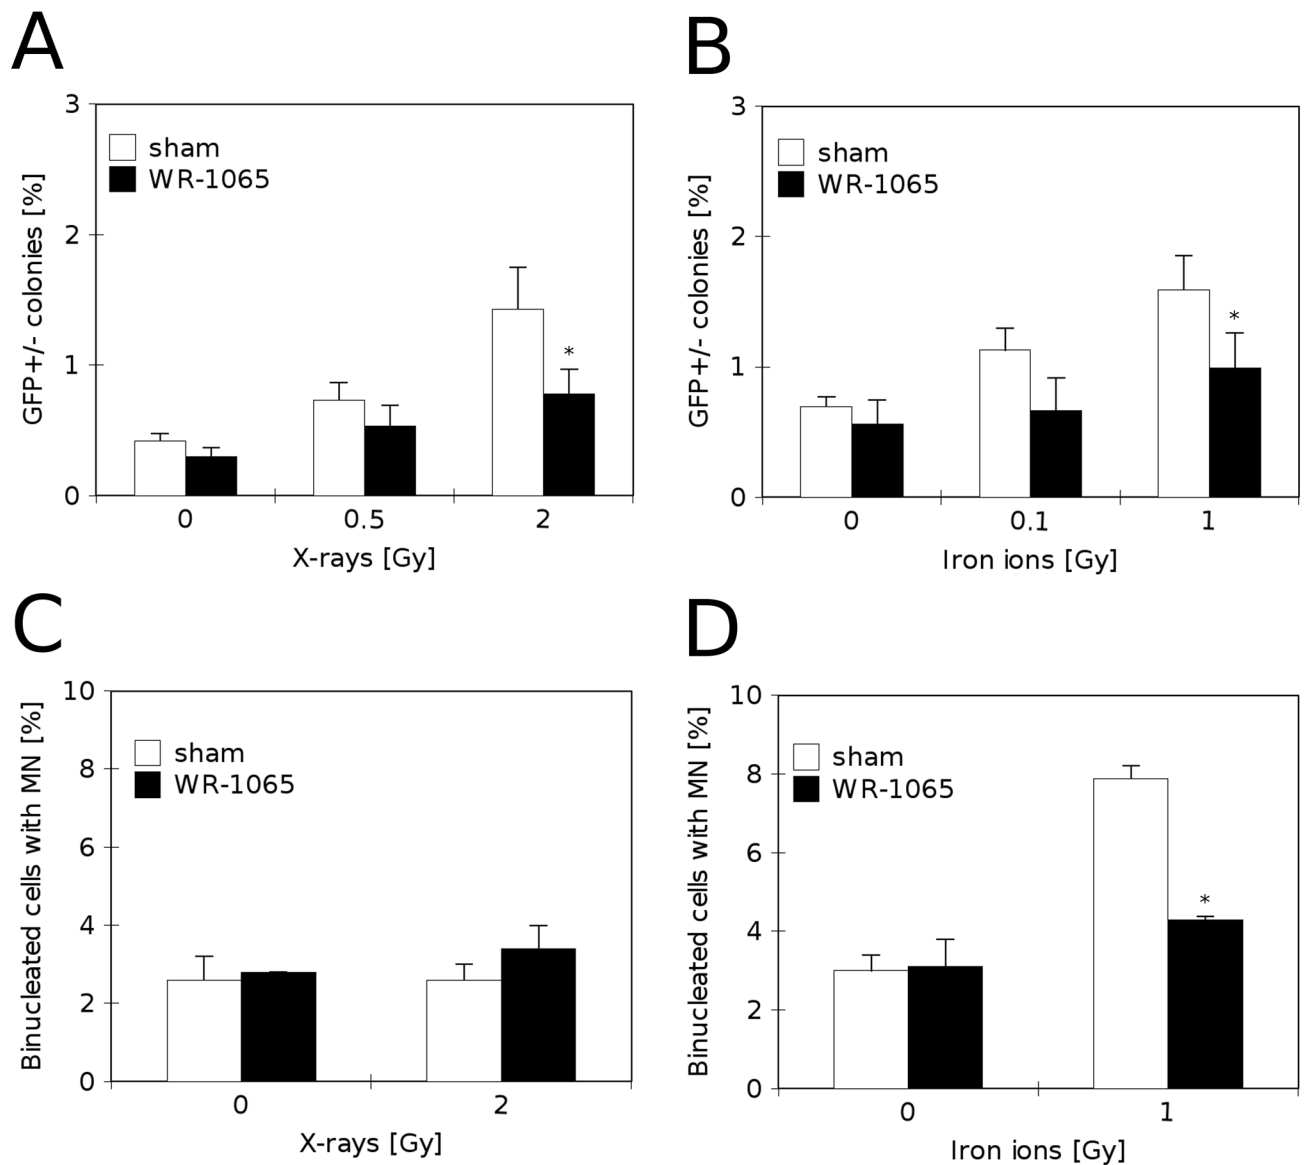 A
3
2
1
0
GFP+/- colonies [%]
sham
WR-1065
*
0 0.5 2
X-rays [Gy]
B
3
2
1
0
GFP+/- colonies [%]
sham
WR-1065
*
0 0.1 1
Iron ions [Gy]
C
10
8
6
4
2
0
Binucleated cells with MN [%]
sham
WR-1065
0 2
X-rays [Gy]
D
10
8
6
4
2
0
Binucleated cells with MN [%]
sham
WR-1065
*
0 1
Iron ions [Gy]